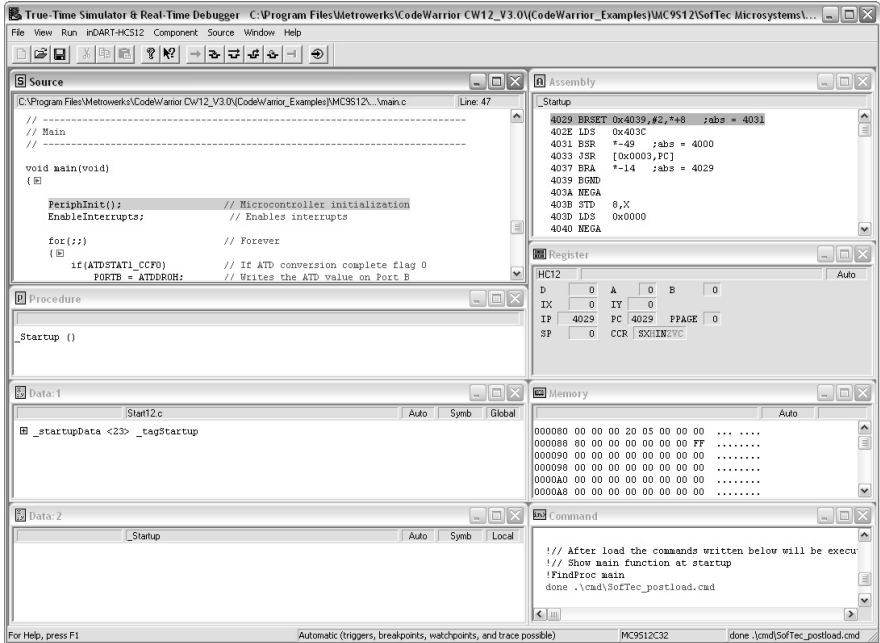 True-Time Simulator & Real-Time Debugger C:\Program Files\Metrowerks\CodeWarrior CW12_V3.0\(CodeWarrior_Examples)\MC9S12\SofTec Microsystems\...
File View Run inDART-HCS12 Component Source Window Help
Source
C:\Program Files\Metrowerks\CodeWarrior CW12_V3.0\(CodeWarrior_Examples)\MC9S12\...\main.c Line: 47
// -----------------------------------------------------------------------
// Main
// -----------------------------------------------------------------------
void main(void)
{
PeriphInit(); // Microcontroller initialization
EnableInterrupts; // Enables interrupts
for(;;) // Forever
{
if(ATDSTAT1_CCF0) // If ATD conversion complete flag 0
PORTB = ATDDR0H; // Writes the ATD value on Port B
Assembly
_Startup
4029 BRSET 0x4039,#2,*+8 ;abs = 4031
402E LDS 0x403C
4031 BSR *-49 ;abs = 4000
4033 JSR [0x0003,PC]
4037 BRA *-14 ;abs = 4029
4039 BGND
403A NEGA
403B STD 8,X
403D LDS 0x0000
4040 NEGA
Register
HC12 Auto
D 0 A 0 B 0
IX 0 IY 0
IP 4029 PC 4029 PPAGE 0
SP 0 CCR SXHINZVC
Procedure
_Startup ()
Data:1
Start12.c Auto Symb Global
_startupData <23> _tagStartup
Memory
Auto
000080 00 00 00 20 05 00 00 00 ... ....
000088 80 00 00 00 00 00 00 FF ........
000090 00 00 00 00 00 00 00 00 ........
000098 00 00 00 00 00 00 00 00 ........
0000A0 00 00 00 00 00 00 00 00 ........
0000A8 00 00 00 00 00 00 00 00 ........
Data:2
_Startup Auto Symb Local
Command
!// After load the commands written below will be execu
!// Show main function at startup
!FindProc main
done .\cmd\SofTec_postload.cmd
For Help, press F1 Automatic (triggers, breakpoints, watchpoints, and trace possible) MC9S12C32 done .\cmd\SofTec_postload.cmd